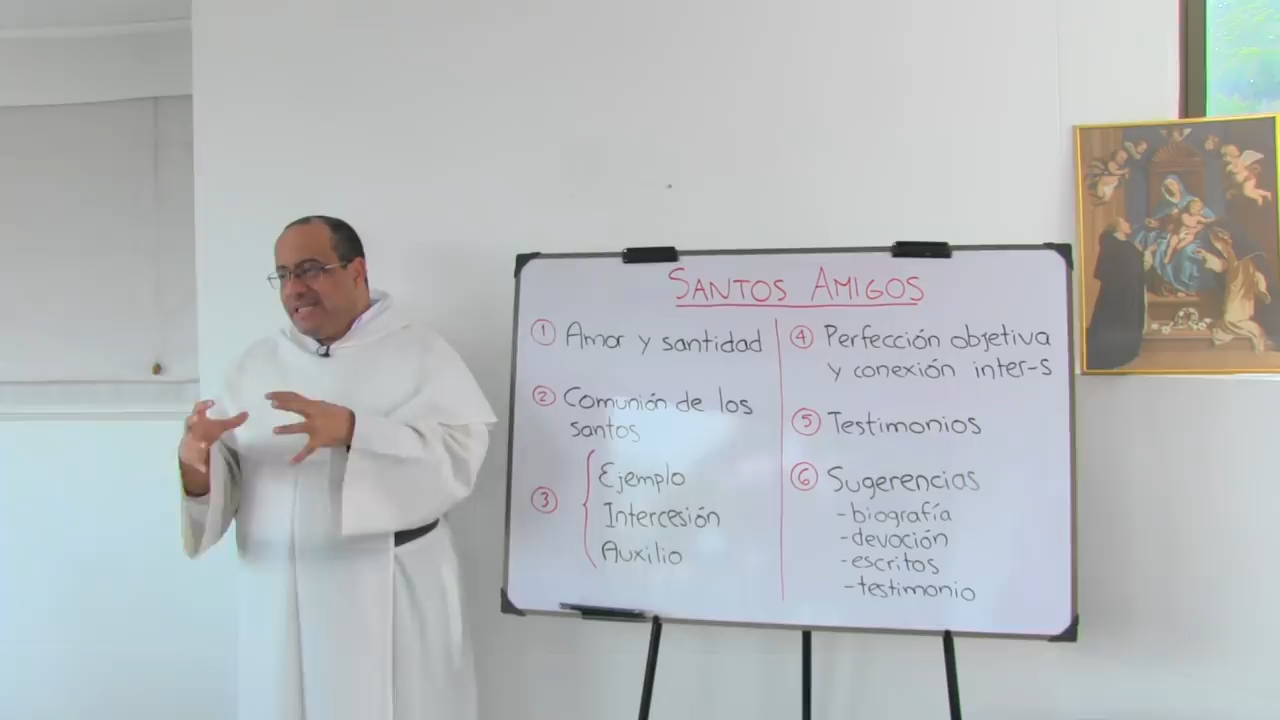 SANTOS AMIGOS
1 Amor y santidad
2 Comunión de los
santos
3 Ejemplo
Intercesión
Auxilio
4 Perfección objetiva
y conexión inter-s
5 Testimonios
6 Sugerencias
-biografía
-devoción
-escritos
-testimonio